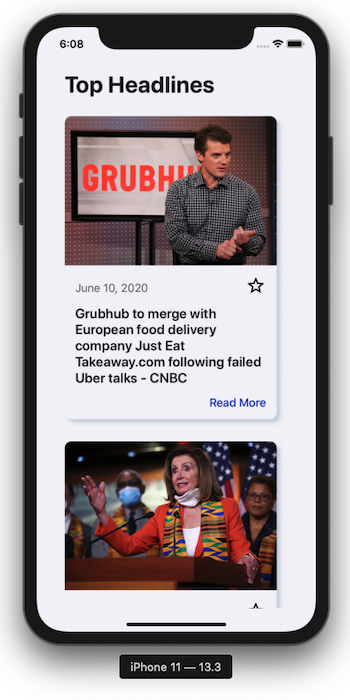 6:08
Top Headlines
GRUBHU
June 10, 2020
Grubhub to merge with
European food delivery
company Just Eat
Takeaway.com following failed
Uber talks - CNBC
Read More
iPhone 11 — 13.3